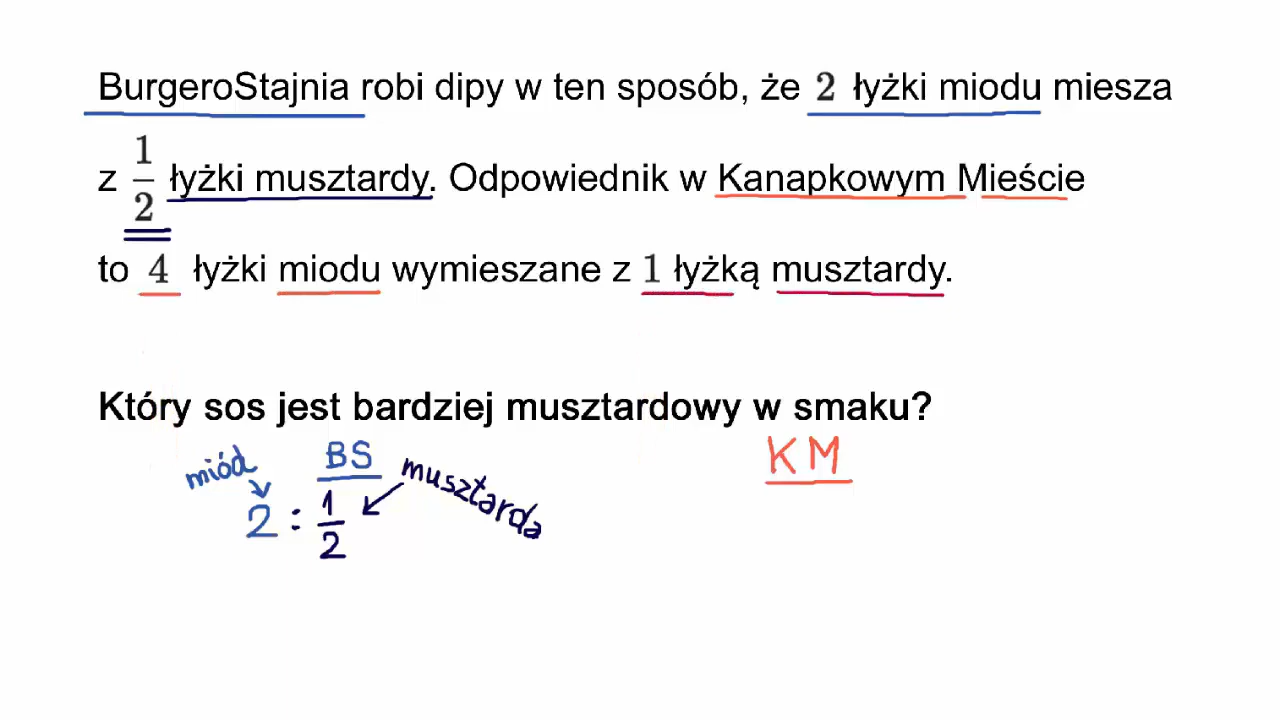 BurgeroStajnia robi dipy w ten sposób, że 2 łyżki miodu miesza
z 1/2 łyżki musztardy. Odpowiednik w Kanapkowym Mieście
to 4 łyżki miodu wymieszane z 1 łyżką musztardy.
Który sos jest bardziej musztardowy w smaku?
BS
KM
miód
musztarda
2 : 1/2